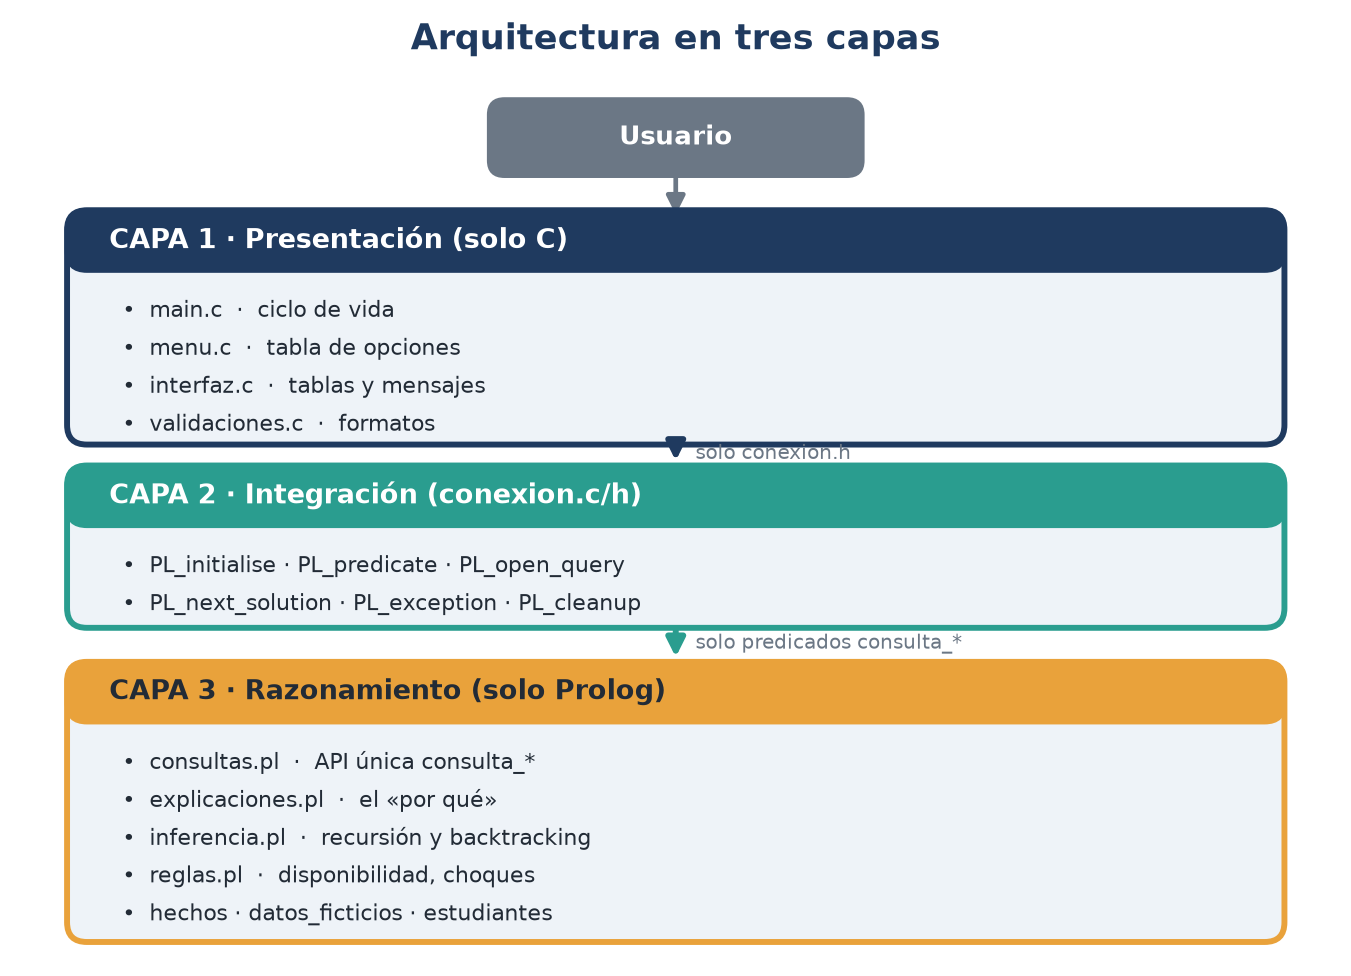 Arquitectura en tres capas
Usuario
CAPA 1 · Presentación (solo C)
• main.c · ciclo de vida
• menu.c · tabla de opciones
• interfaz.c · tablas y mensajes
• validaciones.c · formatos
solo conexion.h
CAPA 2 · Integración (conexion.c/h)
• PL_initialise · PL_predicate · PL_open_query
• PL_next_solution · PL_exception · PL_cleanup
solo predicados consulta_*
CAPA 3 · Razonamiento (solo Prolog)
• consultas.pl · API única consulta_*
• explicaciones.pl · el «por qué»
• inferencia.pl · recursión y backtracking
• reglas.pl · disponibilidad, choques
• hechos · datos_ficticios · estudiantes